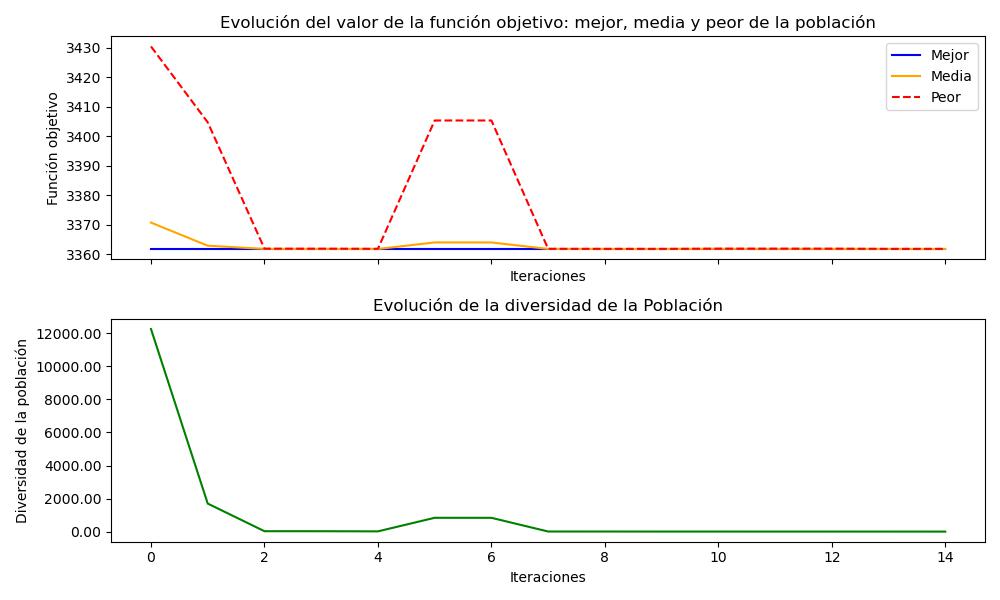 Evolución del valor de la función objetivo: mejor, media y peor de la población
Función objetivo
3430
3420
3410
3400
3390
3380
3370
3360
Mejor
Media
Peor
Iteraciones
Evolución de la diversidad de la Población
Diversidad de la población
12000.00
10000.00
8000.00
6000.00
4000.00
2000.00
0.00
0 2 4 6 8 10 12 14
Iteraciones